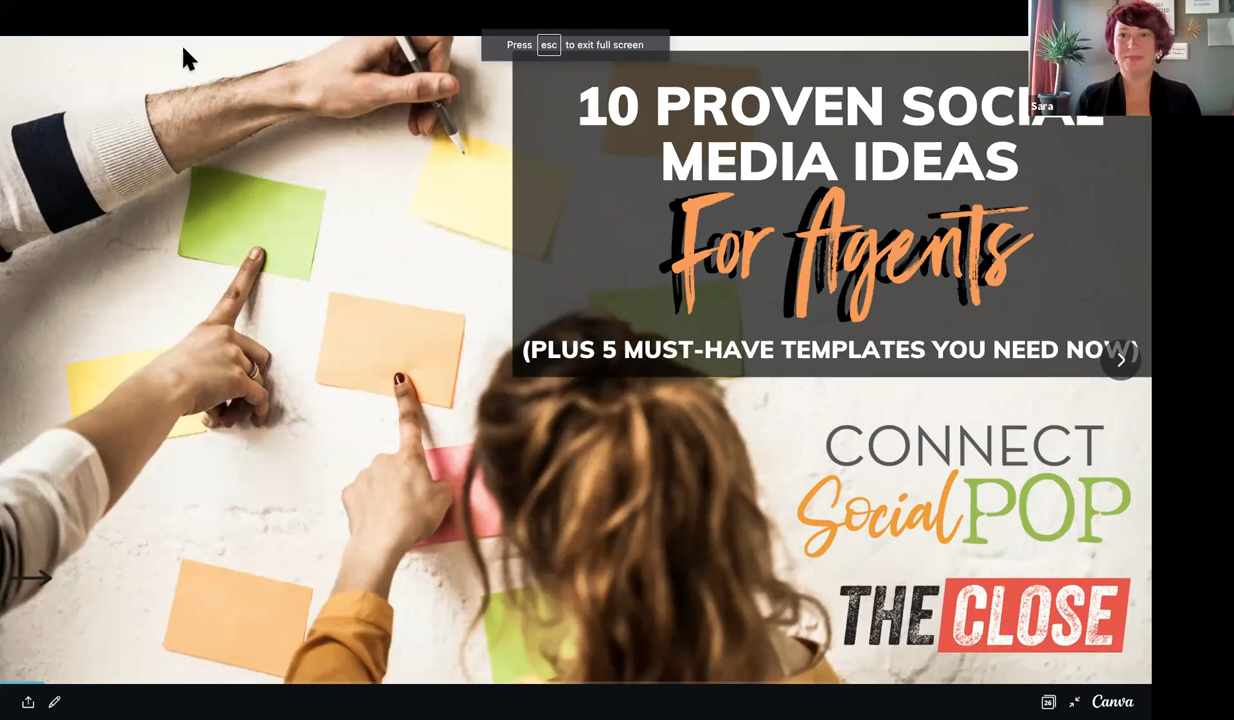 Press esc to exit full screen
Sara
10 PROVEN SOCIAL
MEDIA IDEAS
For Agents
(PLUS 5 MUST-HAVE TEMPLATES YOU NEED NOW)
CONNECT
Social POP
THE CLOSE
26
Canva